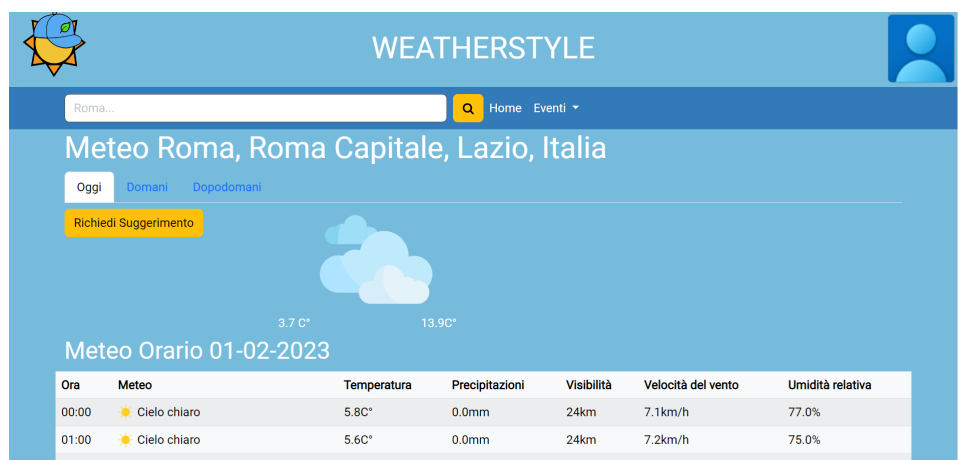 WEATHERSTYLE
Roma...
Home Eventi
Meteo Roma, Roma Capitale, Lazio, Italia
Oggi Domani Dopodomani
Richiedi Suggerimento
3.7 C° 13.9C°
Meteo Orario 01-02-2023
Ora Meteo Temperatura Precipitazioni Visibilità Velocità del vento Umidità relativa
00:00 Cielo chiaro 5.8C° 0.0mm 24km 7.1km/h 77.0%
01:00 Cielo chiaro 5.6C° 0.0mm 24km 7.2km/h 75.0%